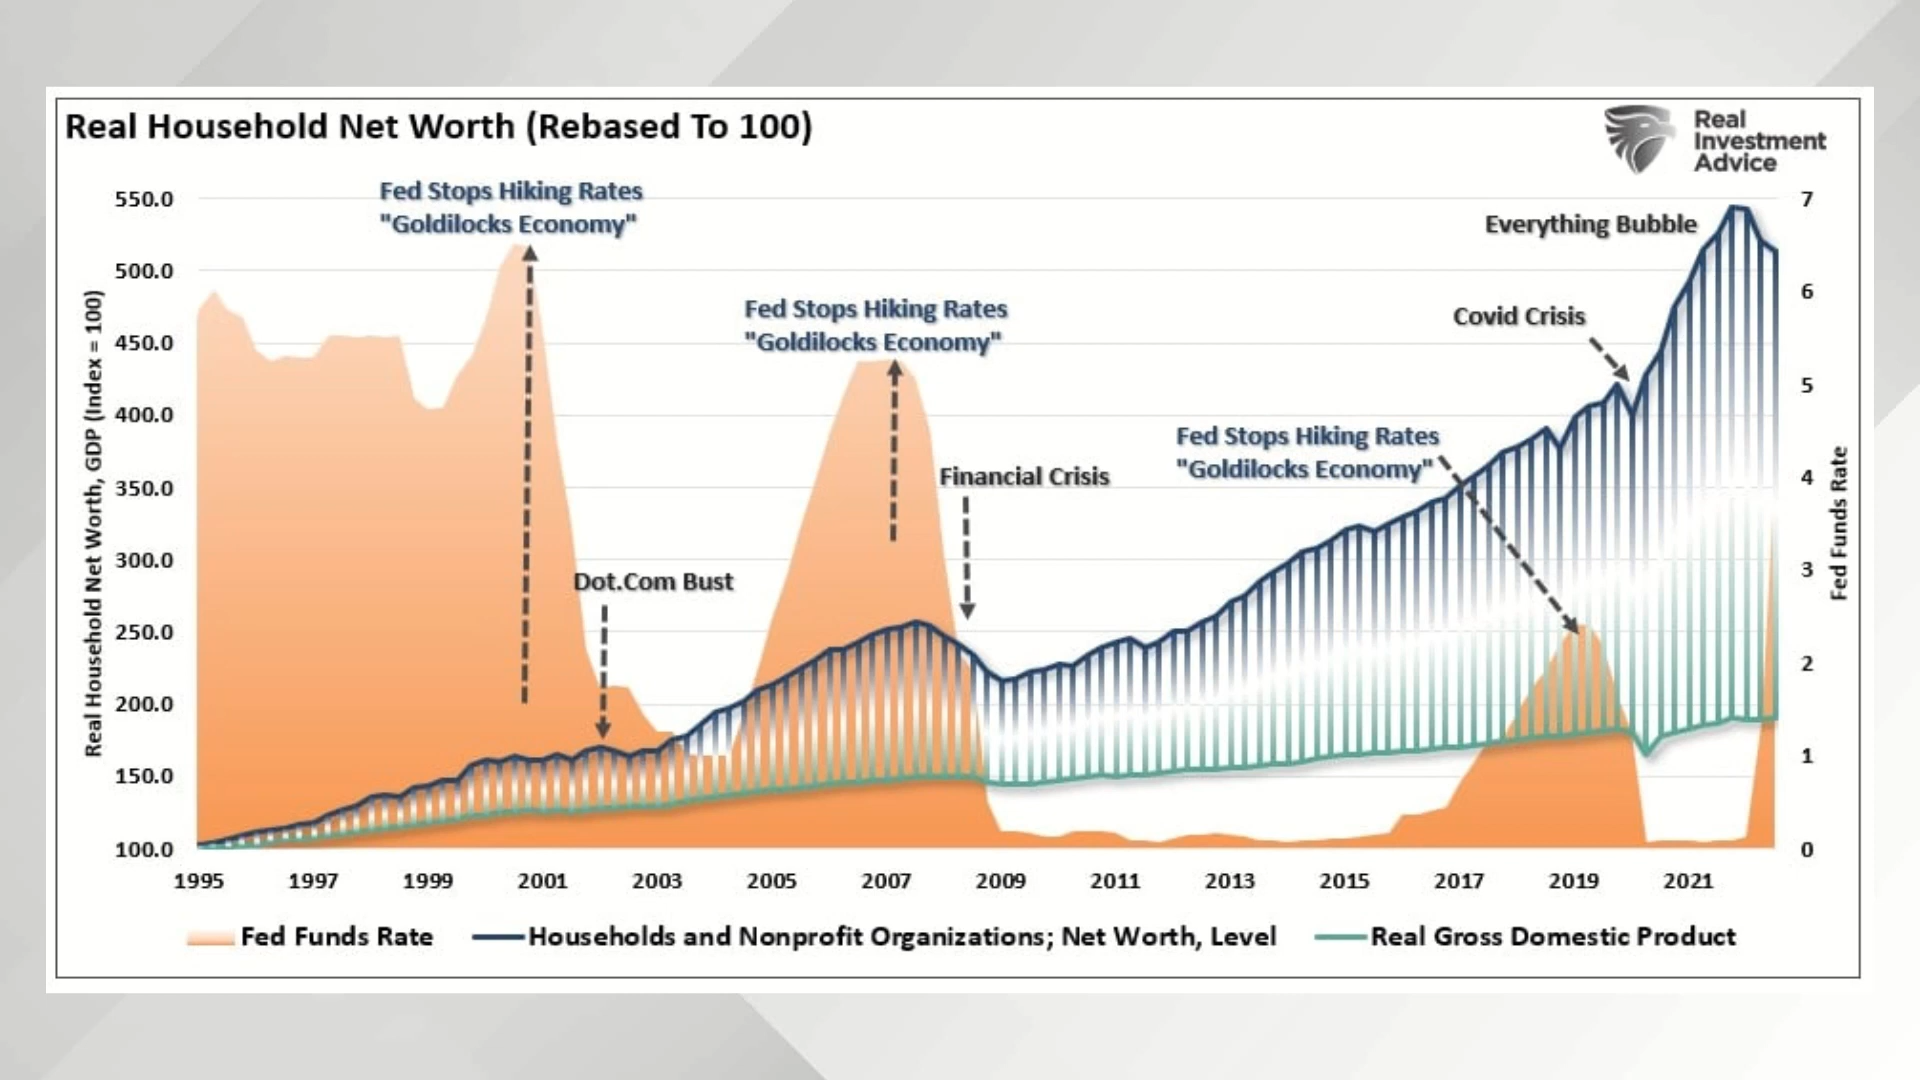 Real Household Net Worth (Rebased To 100)
Real
Investment
Advice
Fed Stops Hiking Rates
"Goldilocks Economy"
Everything Bubble
Fed Stops Hiking Rates
"Goldilocks Economy"
Covid Crisis
Fed Stops Hiking Rates
"Goldilocks Economy"
Financial Crisis
Dot.Com Bust
Real Household Net Worth, GDP (Index = 100)
550.0
500.0
450.0
400.0
350.0
300.0
250.0
200.0
150.0
100.0
7
6
5
4
3
2
1
0
Fed Funds Rate
1995 1997 1999 2001 2003 2005 2007 2009 2011 2013 2015 2017 2019 2021
Fed Funds Rate Households and Nonprofit Organizations; Net Worth, Level Real Gross Domestic Product